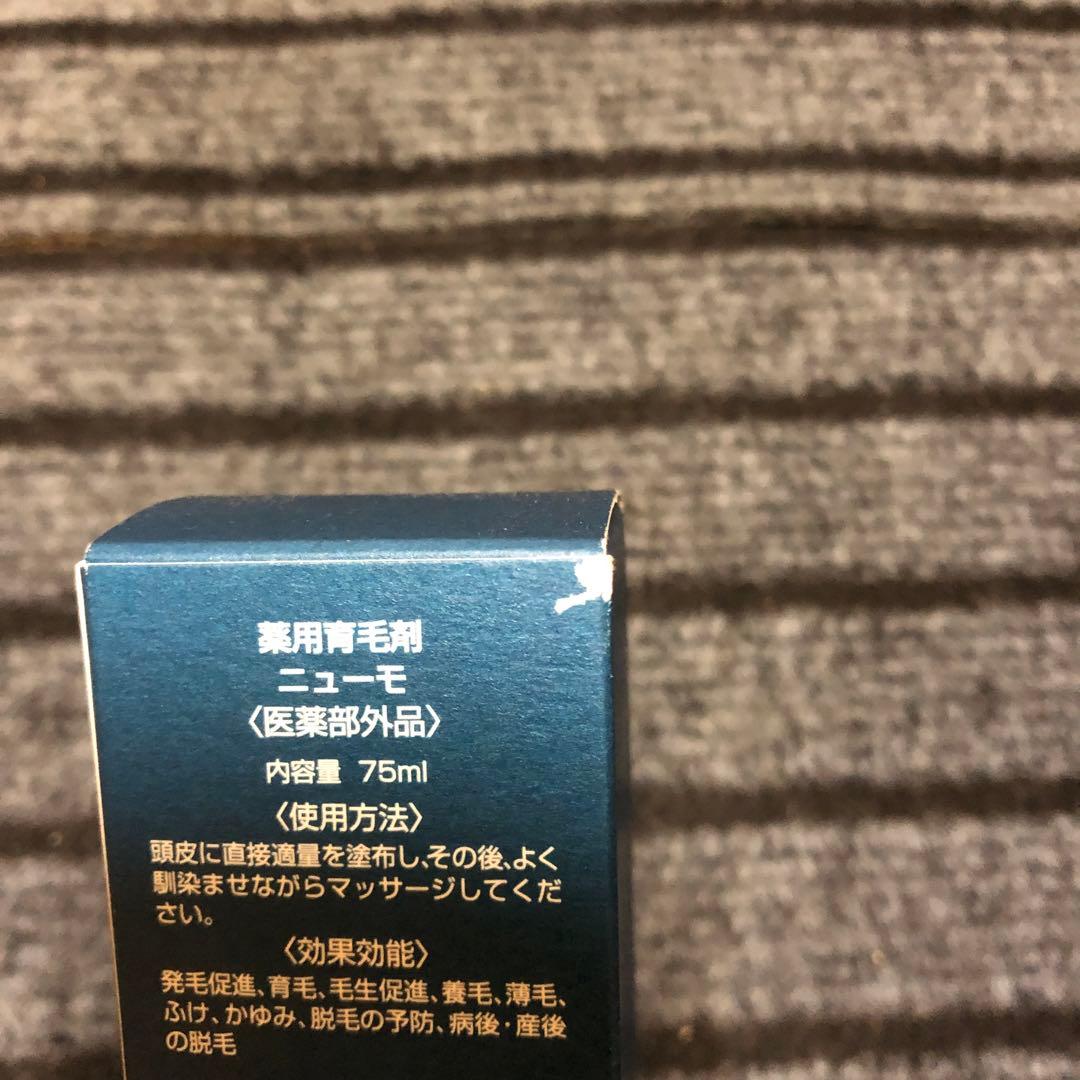 薬用育毛剤
ニューモ
〈医薬部外品〉
内容量 75ml
〈使用方法〉
頭皮に直接適量を塗布し、その後、よく
馴染ませながらマッサージしてくだ
さい。
〈効果効能〉
発毛促進、育毛、毛生促進、養毛、薄毛、
ふけ、かゆみ、脱毛の予防、病後・産後
の脱毛